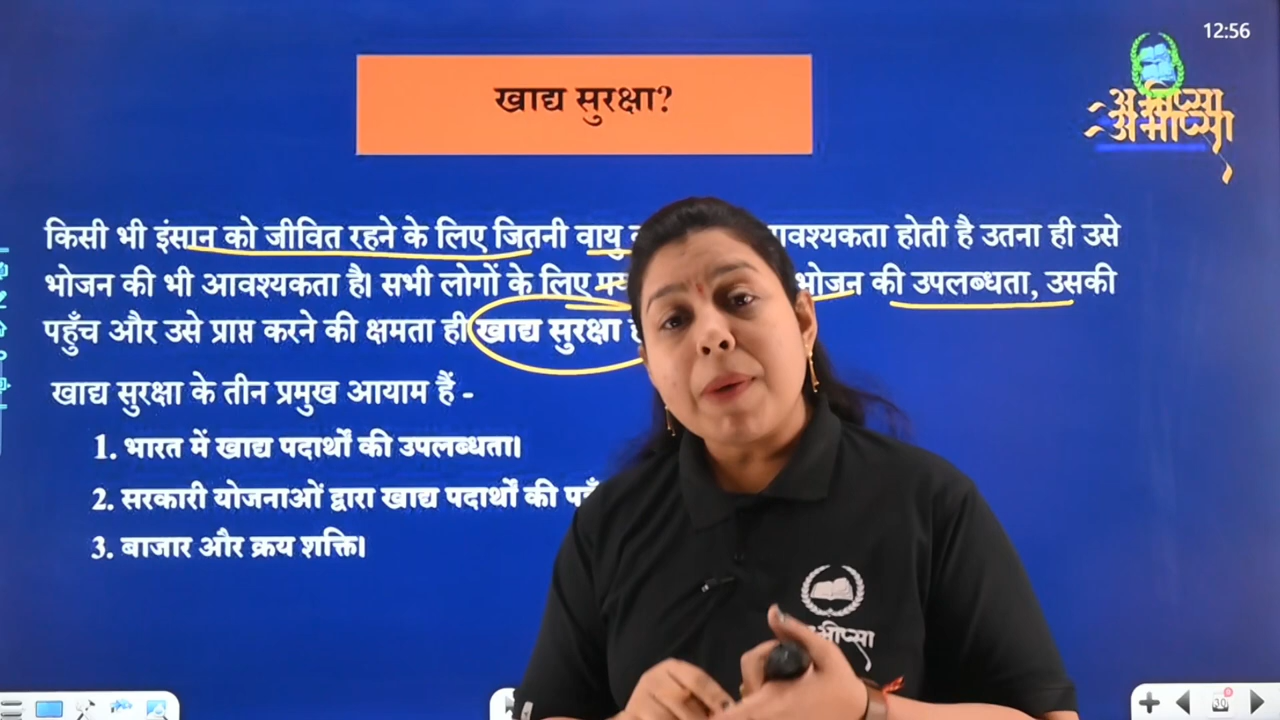 12:56
खाद्य सुरक्षा?
अभीप्सा
किसी भी इंसान को जीवित रहने के लिए जितनी वायु आवश्यकता होती है उतना ही उसे
भोजन की भी आवश्यकता है। सभी लोगों के लिए भोजन की उपलब्धता, उसकी
पहुँच और उसे प्राप्त करने की क्षमता ही खाद्य सुरक्षा
खाद्य सुरक्षा के तीन प्रमुख आयाम हैं -
1. भारत में खाद्य पदार्थों की उपलब्धता।
2. सरकारी योजनाओं द्वारा खाद्य पदार्थों की
3. बाजार और क्रय शक्ति।
अभीप्सा